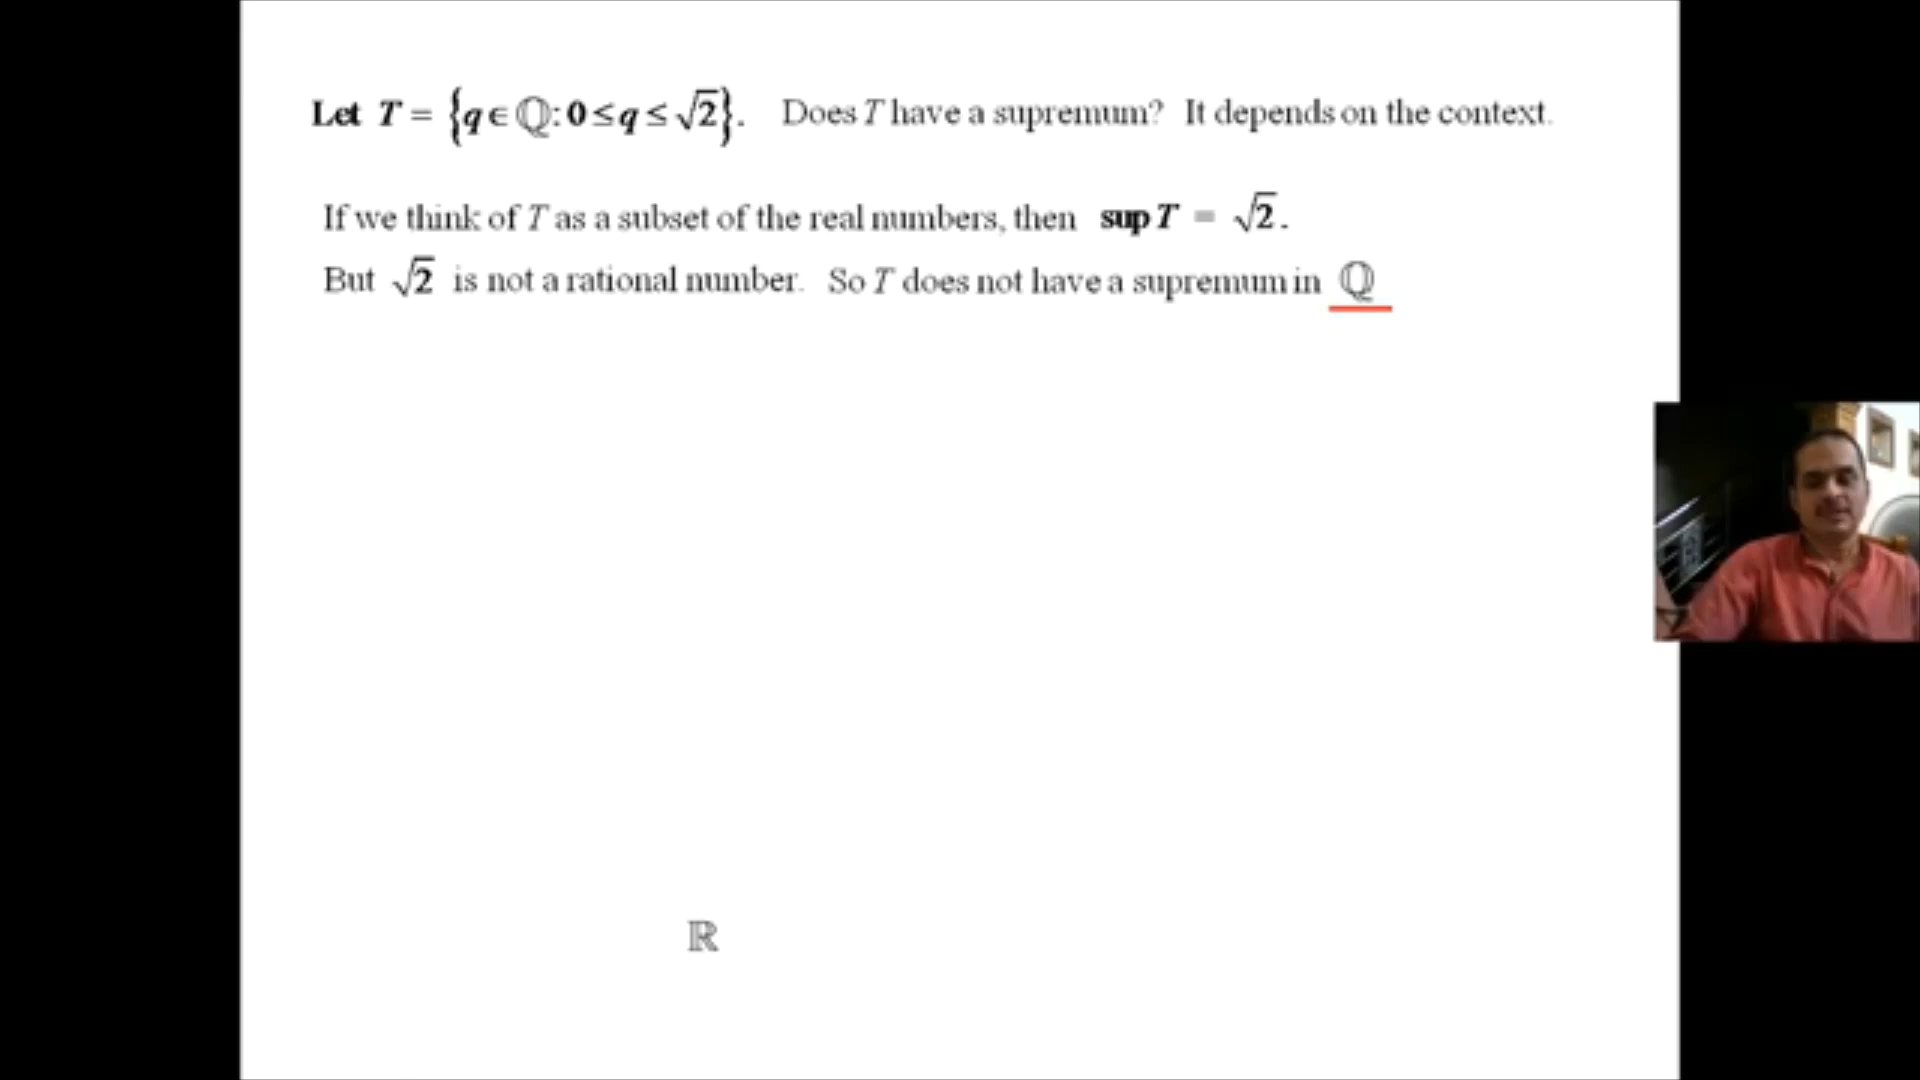 Let T = {q ∈ ℚ: 0 ≤ q ≤ √2}. Does T have a supremum? It depends on the context.
If we think of T as a subset of the real numbers, then sup T = √2.
But √2 is not a rational number. So T does not have a supremum in ℚ
ℝ